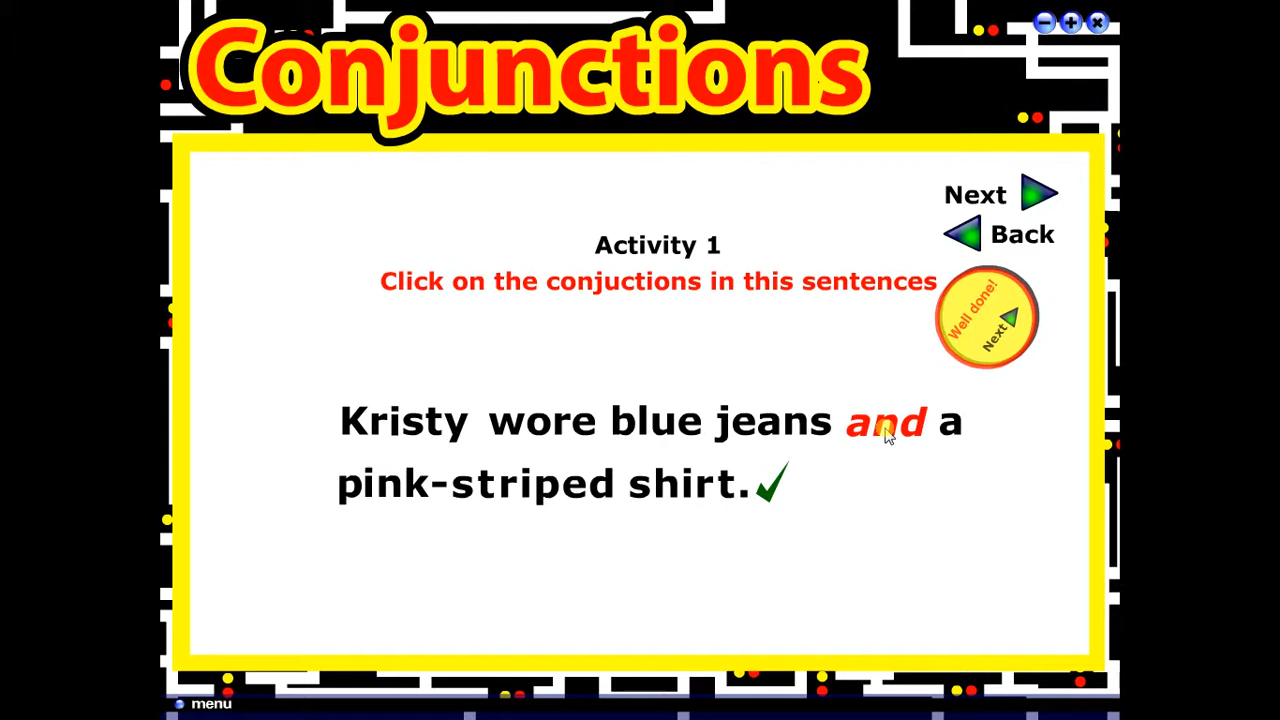 Conjunctions
Next
Back
Activity 1
Click on the conjuctions in this sentences
Well done!
Next
Kristy wore blue jeans and a
pink-striped shirt.
menu